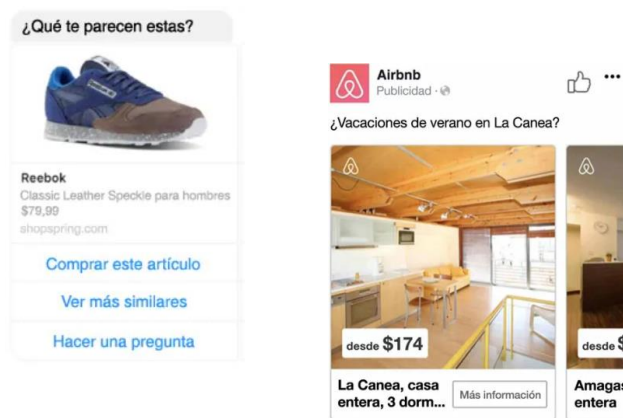 ¿Qué te parecen estas?
Reebok
Classic Leather Speckle para hombres
$79,99
shopspring.com
Comprar este artículo
Ver más similares
Hacer una pregunta
Airbnb
Publicidad
¿Vacaciones de verano en La Canea?
desde $174
La Canea, casa
entera, 3 dorm...
Más información
desde $
entera